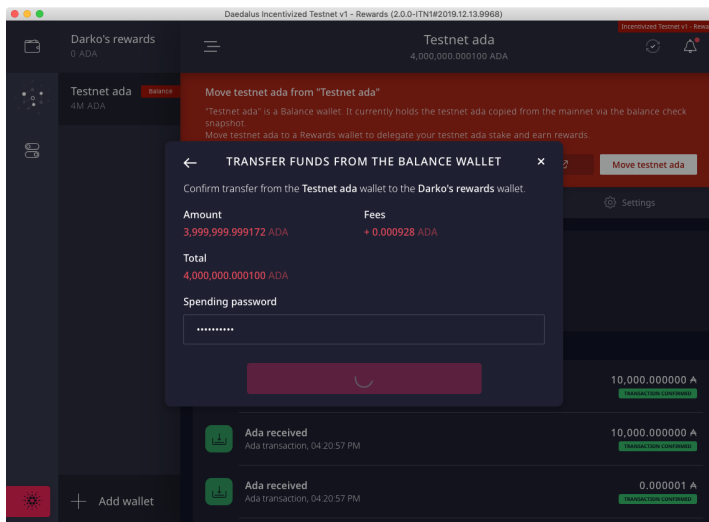 Daedalus Incentivized Testnet v1 - Rewards (2.0.0-ITN1#2019.12.13.9968)
Incentivized Testnet v1 - Rewa
Darko's rewards
0 ADA
Testnet ada
4,000,000.000100 ADA
Testnet ada Balance
4M ADA
Move testnet ada from "Testnet ada"
"Testnet ada" is a Balance wallet. It currently holds the testnet ada copied from the mainnet via the balance check
snapshot.
Move testnet ada to a Rewards wallet to delegate your testnet ada stake and earn rewards.
Move testnet ada
TRANSFER FUNDS FROM THE BALANCE WALLET
Confirm transfer from the Testnet ada wallet to the Darko's rewards wallet.
Settings
Amount Fees
3,999,999.999172 ADA + 0.000928 ADA
Total
4,000,000.000100 ADA
Spending password
10,000.000000 ₳
TRANSACTION CONFIRMED
Ada received 10,000.000000 ₳
Ada transaction, 04:20:57 PM TRANSACTION CONFIRMED
Ada received 0.000001 ₳
Ada transaction, 04:20:57 PM TRANSACTION CONFIRMED
Add wallet